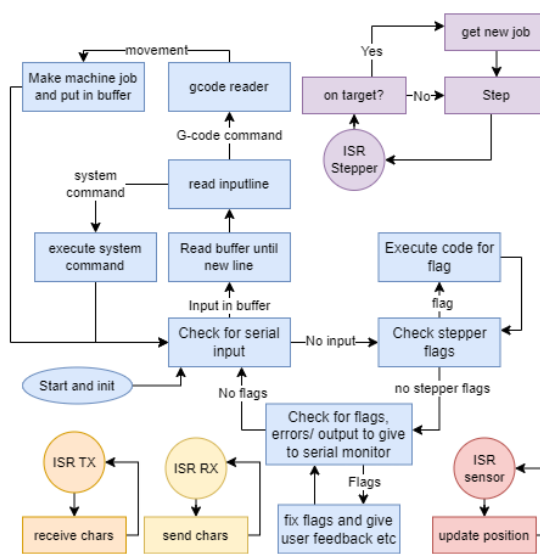 movement
Yes
get new job
Make machine job
and put in buffer
gcode reader
on target?
No
Step
G-code command
ISR
Stepper
system
command
read inputline
execute system
command
Read buffer until
new line
Execute code for
flag
Input in buffer
flag
Check for serial
input
No input
Check stepper
flags
Start and init
No flags
no stepper flags
Check for flags,
errors/ output to give
to serial monitor
ISR TX
ISR RX
ISR
sensor
Flags
receive chars
send chars
fix flags and give
user feedback etc
update position